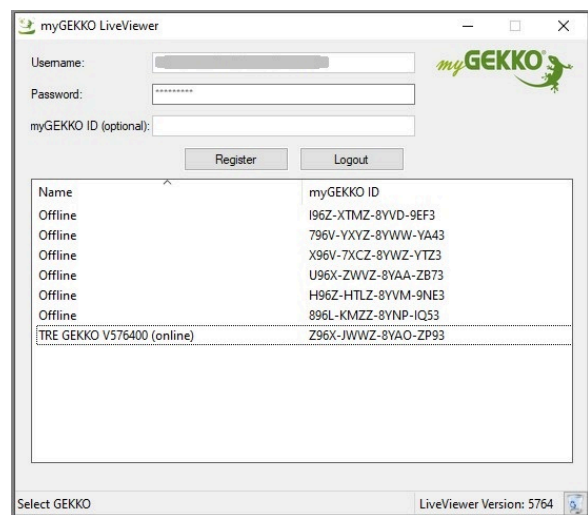 myGEKKO LiveViewer
Username:
myGEKKO
Password: *********
myGEKKO ID (optional):
Register Logout
Name myGEKKO ID
Offline I96Z-XTMZ-8YVD-9EF3
Offline 796V-YXYZ-8YWW-YA43
Offline X96V-7XCZ-8YWZ-YTZ3
Offline U96X-ZWVZ-8YAA-ZB73
Offline H96Z-HTLZ-8YVM-9NE3
Offline 896L-KMZZ-8YNP-IQ53
TRE GEKKO V576400 (online) Z96X-JWWZ-8YAO-ZP93
Select GEKKO LiveViewer Version: 5764